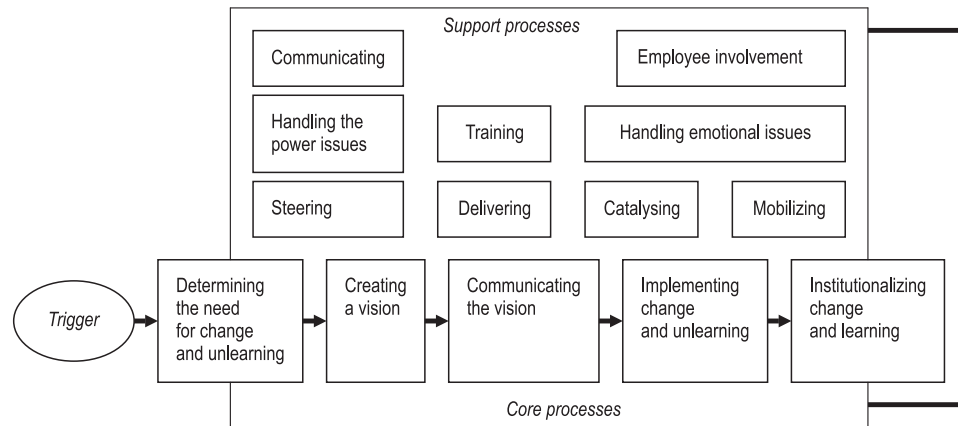 Support processes
Communicating
Employee involvement
Handling the
power issues
Training
Handling emotional issues
Steering
Delivering
Catalysing
Mobilizing
Trigger
Determining
the need
for change
and unlearning
Creating
a vision
Communicating
the vision
Implementing
change
and unlearning
Institutionalizing
change
and learning
Core processes